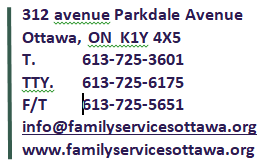 312 avenue Parkdale Avenue
Ottawa, ON K1Y 4X5
T. 613-725-3601
TTY. 613-725-6175
F/T 613-725-5651
info@familyservicesottawa.org
www.familyservicesottawa.org